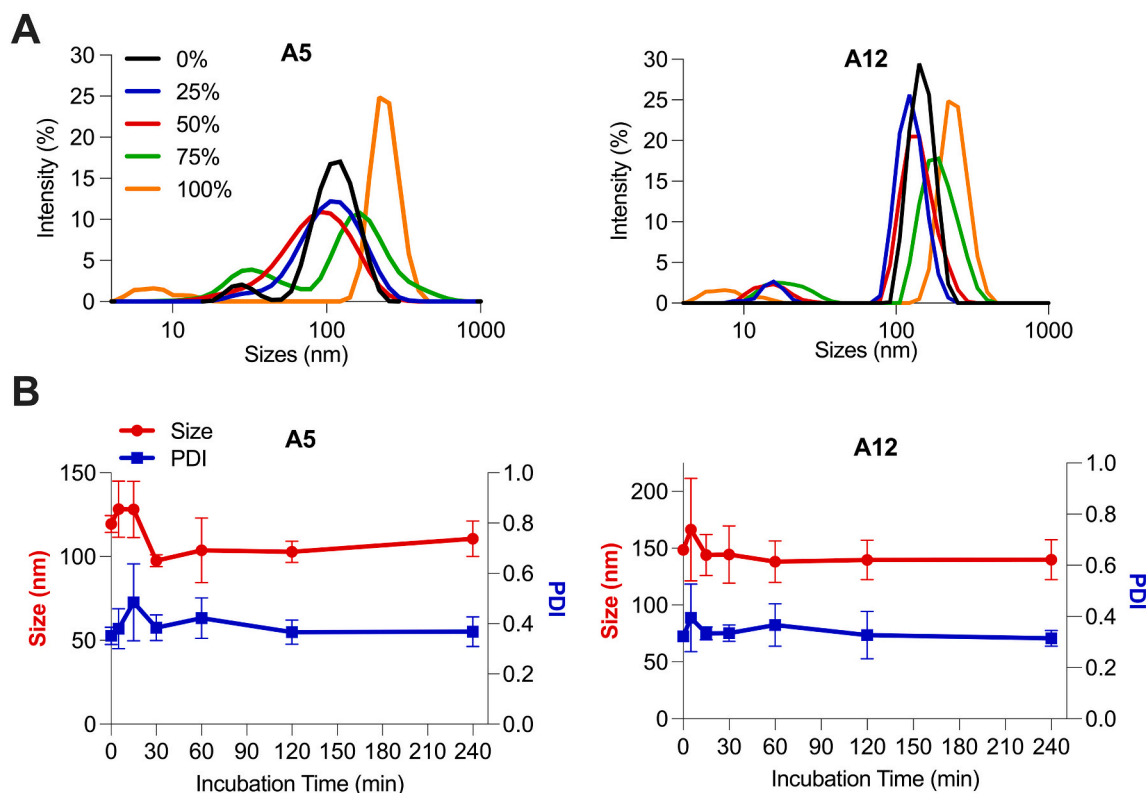 A
A5
0%
25%
50%
75%
100%
30
25
20
15
10
5
0
Intensity (%)
10
100
1000
Sizes (nm)
A12
30
25
20
15
10
5
0
Intensity (%)
10
100
1000
Sizes (nm)
B
Size
PDI
A5
150
100
50
0
Size (nm)
1.0
0.8
0.6
0.4
0.2
0.0
PDI
0 30 60 90 120 150 180 210 240
Incubation Time (min)
A12
200
150
100
50
0
Size (nm)
1.0
0.8
0.6
0.4
0.2
0.0
PDI
0 30 60 90 120 150 180 210 240
Incubation Time (min)